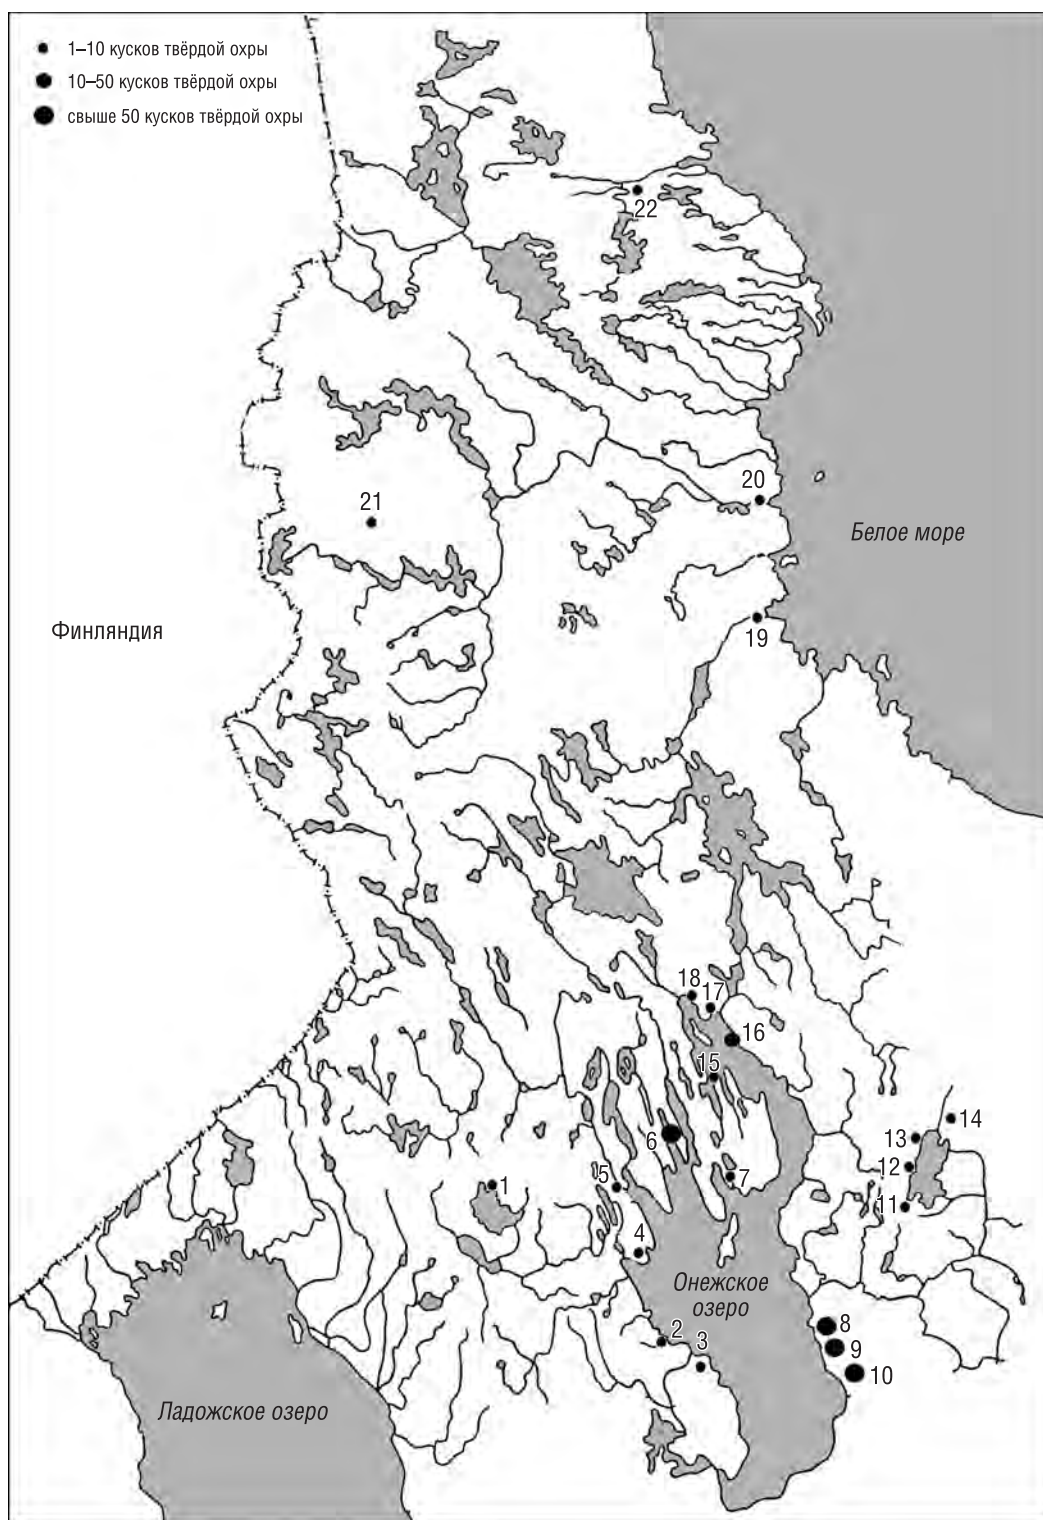 1–10 кусков твёрдой охры
10–50 кусков твёрдой охры
свыше 50 кусков твёрдой охры
22
20
21
Белое море
Финляндия
19
18
17
16
15
14
13
6
12
5
1
7
11
4
Онежское
озеро
8
2
3
9
10
Ладожское озеро